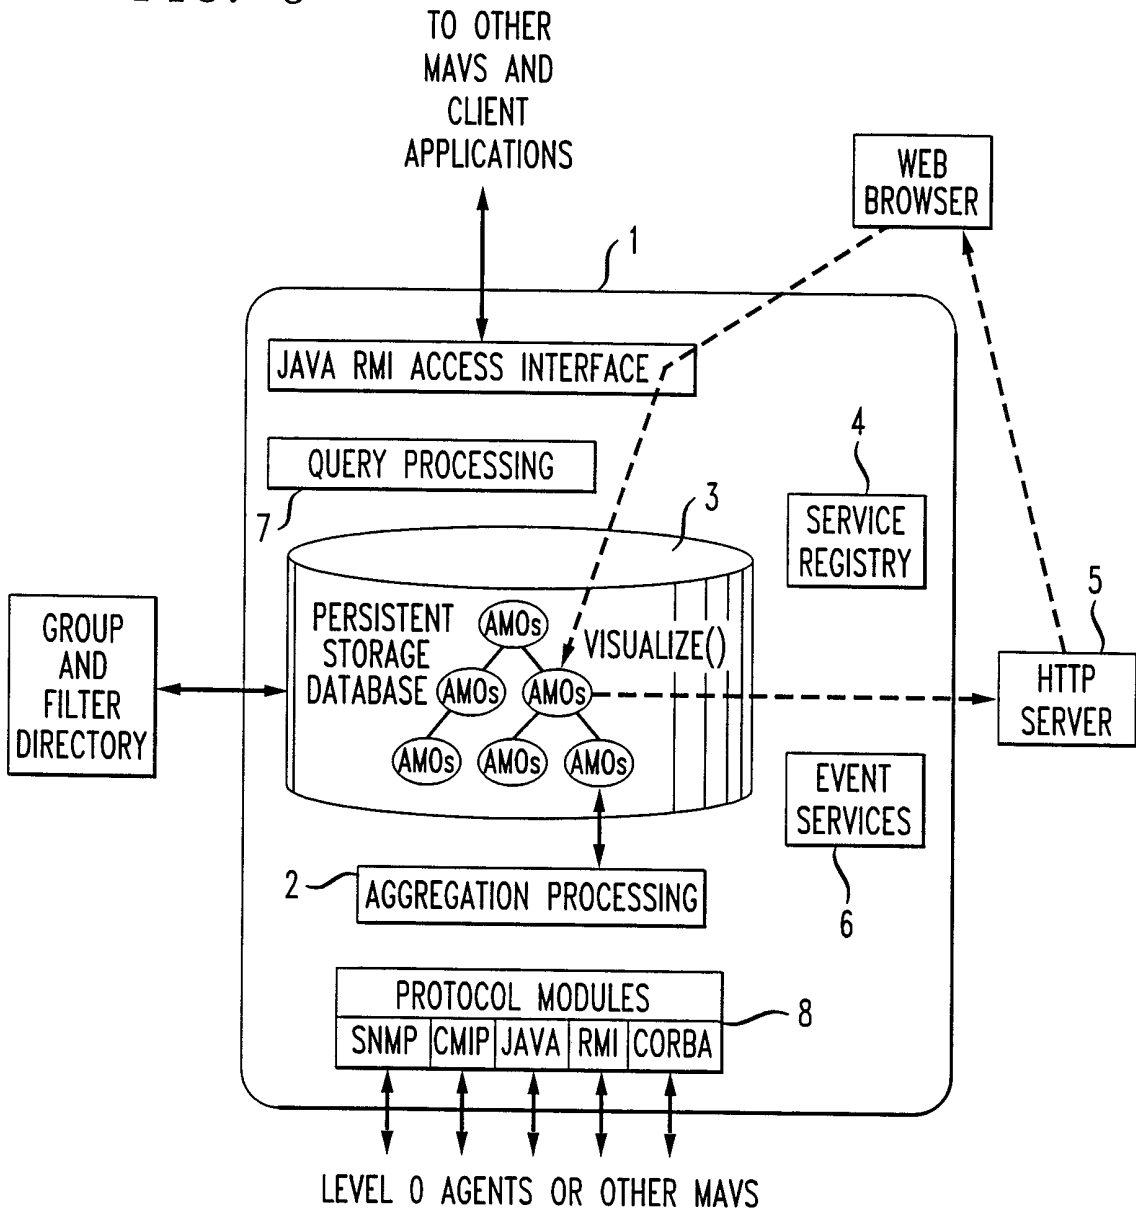 TO OTHER
MAVS AND
CLIENT
APPLICATIONS
WEB
BROWSER
1
JAVA RMI ACCESS INTERFACE
4
QUERY PROCESSING
7
3
SERVICE
REGISTRY
5
GROUP
AND
FILTER
DIRECTORY
PERSISTENT
STORAGE
DATABASE
AMOs
VISUALIZE()
AMOs
AMOs
AMOs
AMOs
AMOs
HTTP
SERVER
EVENT
SERVICES
6
2
AGGREGATION PROCESSING
PROTOCOL MODULES
8
SNMP CMIP JAVA RMI CORBA
LEVEL 0 AGENTS OR OTHER MAVS